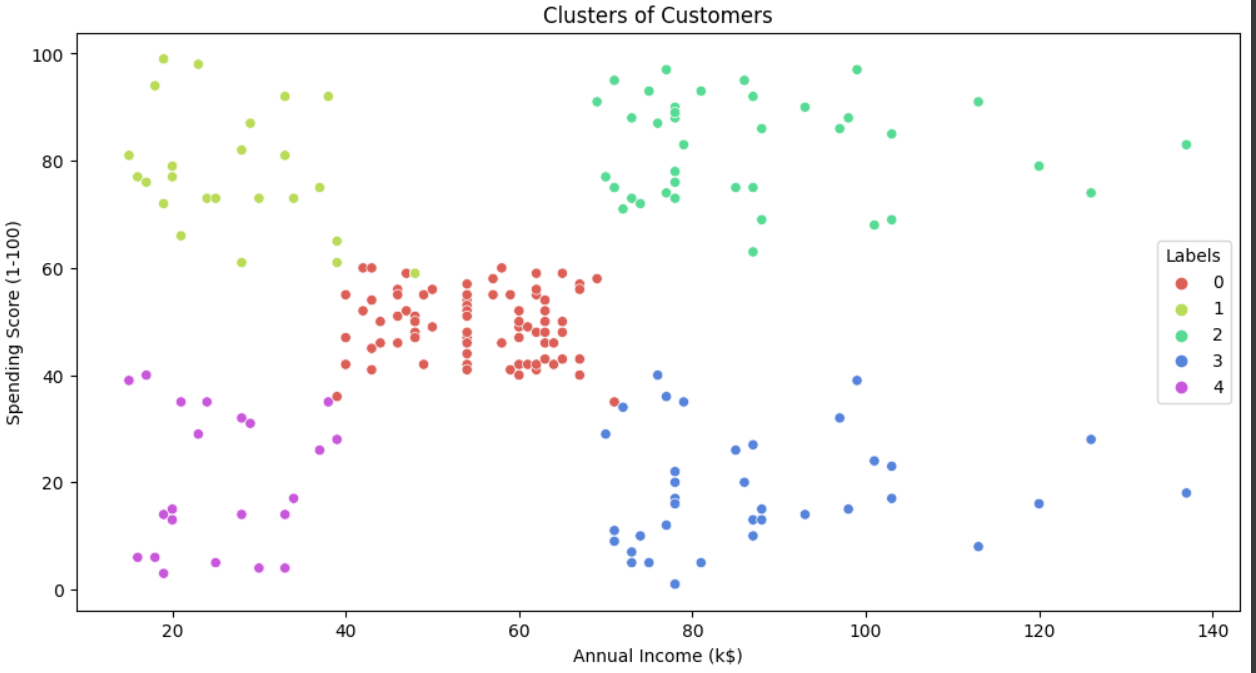 Clusters of Customers
100
80
60
40
20
0
Spending Score (1-100)
Labels
0
1
2
3
4
20 40 60 80 100 120 140
Annual Income (k$)